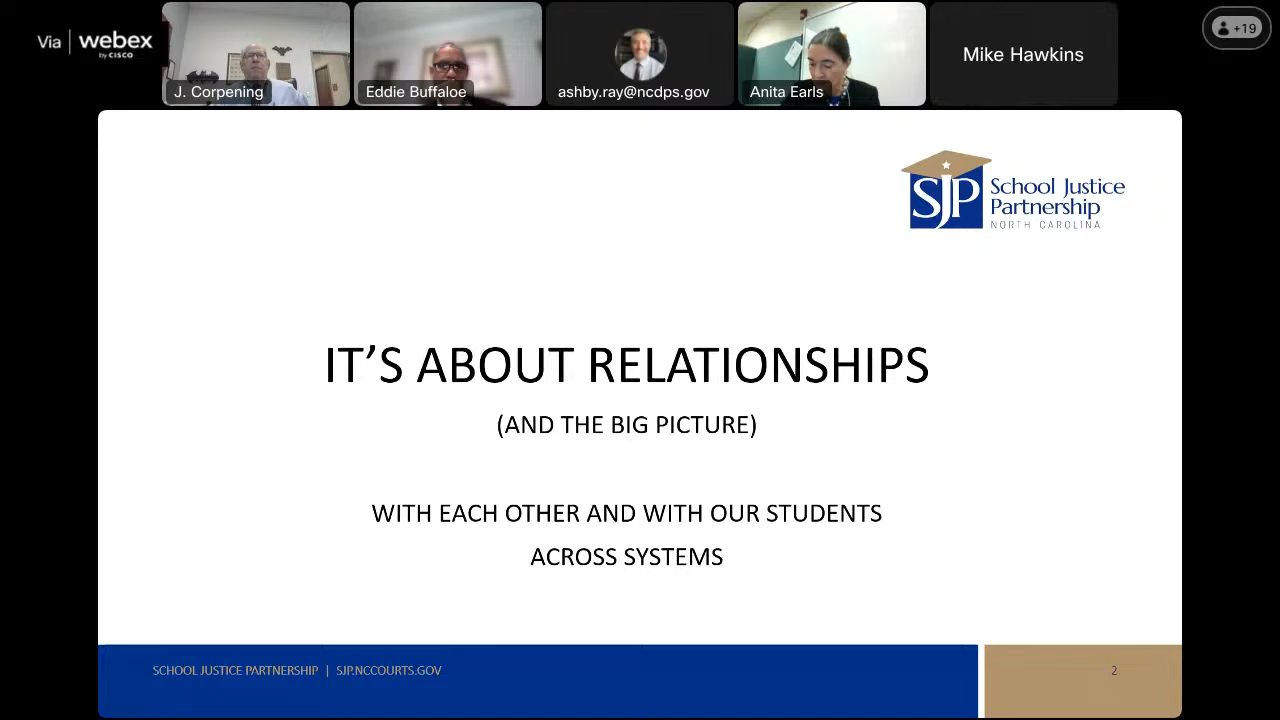 Via webex
by CISCO
J. Corpening
Eddie Buffaloe
ashby.ray@ncdps.gov
Anita Earls
Mike Hawkins
+19
SJP School Justice
Partnership
NORTH CAROLINA
IT’S ABOUT RELATIONSHIPS
(AND THE BIG PICTURE)
WITH EACH OTHER AND WITH OUR STUDENTS
ACROSS SYSTEMS
SCHOOL JUSTICE PARTNERSHIP | SJP.NCCOURTS.GOV
2